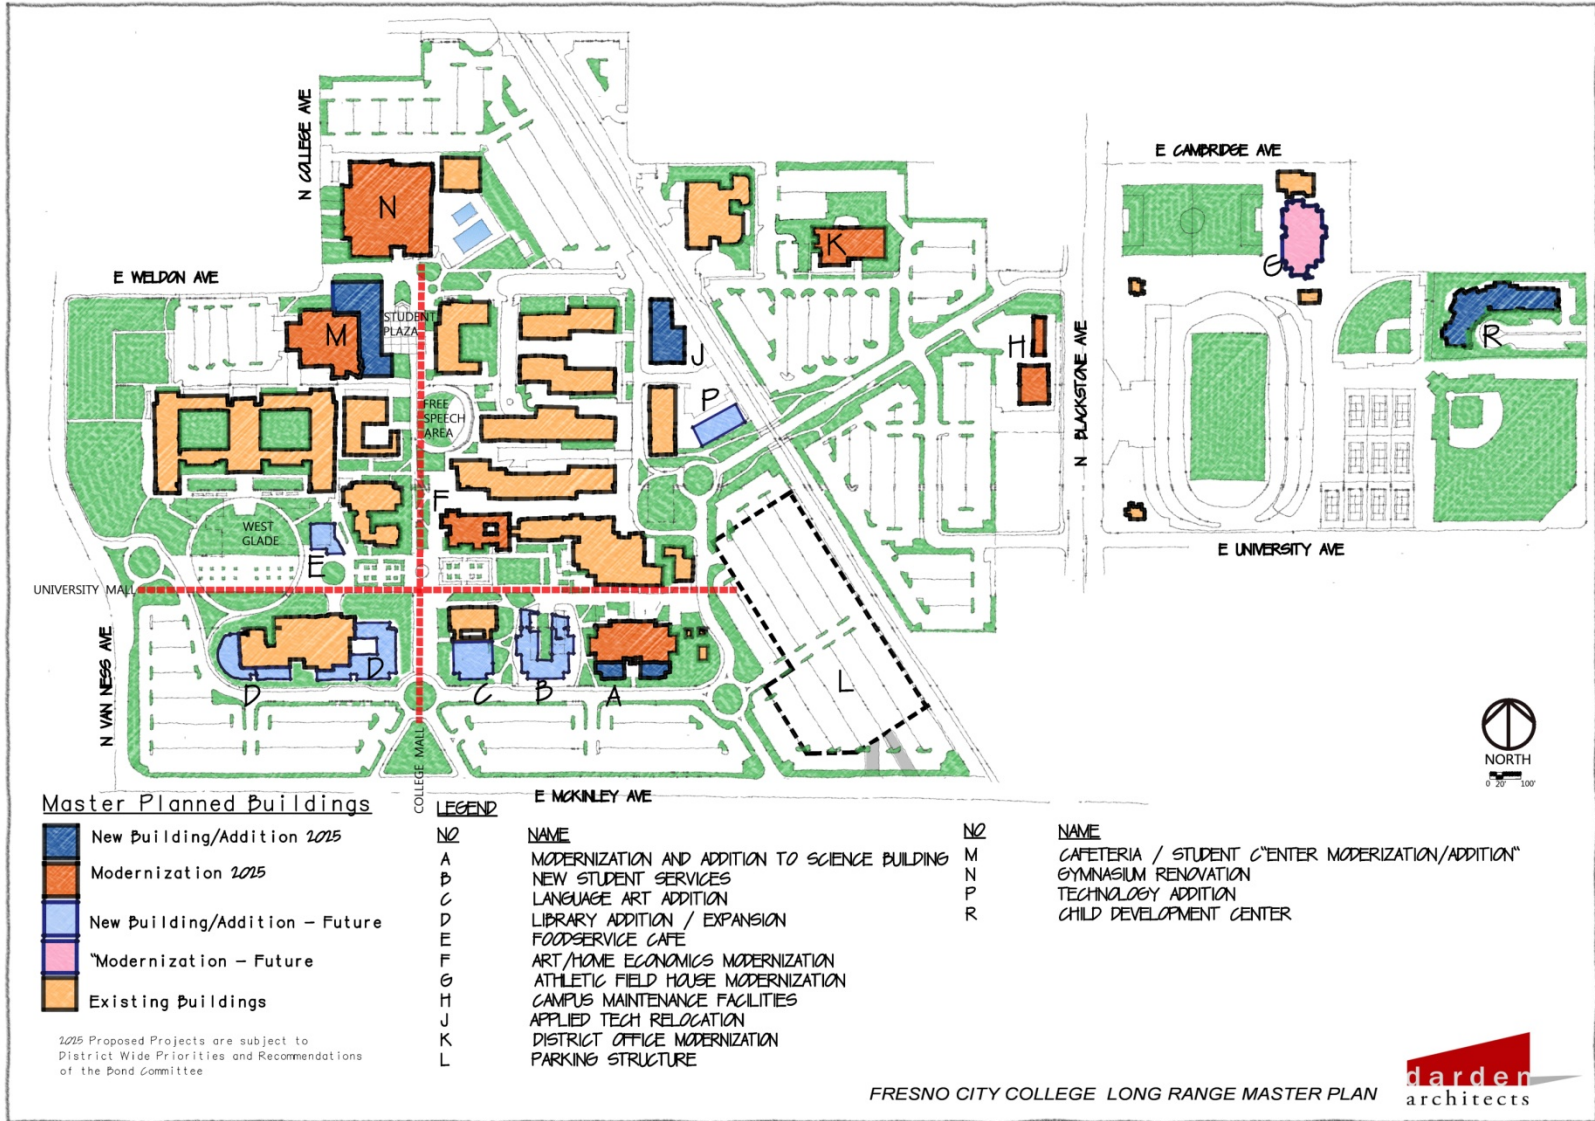 N COLLEGE AVE
E CAMBRIDGE AVE
N
K
G
E WELDON AVE
STUDENT
PLAZA
M
J
H
R
N BLACKSTONE AVE
P
FREE
SPEECH
AREA
F
WEST
GLADE
E
E UNIVERSITY AVE
UNIVERSITY MALL
N VAN NESS AVE
D
D
C
B
A
L
COLLEGE MALL
NORTH
0 20' 100'
E MCKINLEY AVE
Master Planned Buildings
New Building/Addition 2025
Modernization 2025
New Building/Addition - Future
"Modernization - Future
Existing Buildings
2025 Proposed Projects are subject to
District Wide Priorities and Recommendations
of the Bond Committee
LEGEND
NO NAME
A MODERNIZATION AND ADDITION TO SCIENCE BUILDING
B NEW STUDENT SERVICES
C LANGUAGE ART ADDITION
D LIBRARY ADDITION / EXPANSION
E FOODSERVICE CAFE
F ART/HOME ECONOMICS MODERNIZATION
G ATHLETIC FIELD HOUSE MODERNIZATION
H CAMPUS MAINTENANCE FACILITIES
J APPLIED TECH RELOCATION
K DISTRICT OFFICE MODERNIZATION
L PARKING STRUCTURE
NO NAME
M CAFETERIA / STUDENT C"ENTER MODERIZATION/ADDITION"
N GYMNASIUM RENOVATION
P TECHNOLOGY ADDITION
R CHILD DEVELOPMENT CENTER
FRESNO CITY COLLEGE LONG RANGE MASTER PLAN
darden
architects